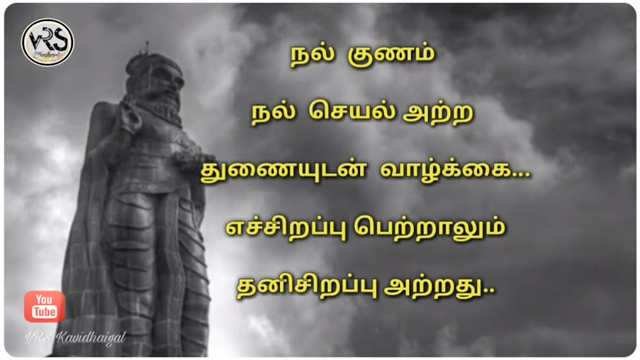 VRS
நல் குணம்
நல் செயல் அற்ற
துணையுடன் வாழ்க்கை...
எச்சிறப்பு பெற்றாலும்
தனிசிறப்பு அற்றது..
You
Tube
VRS Kavidhaigal